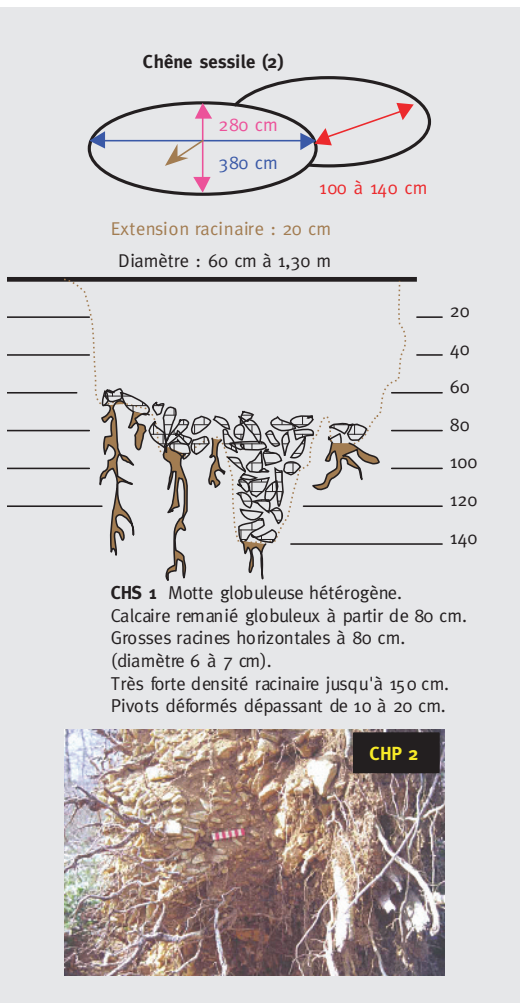 Chêne sessile (2)
280 cm
380 cm
100 à 140 cm
Extension racinaire : 20 cm
Diamètre : 60 cm à 1,30 m
20
40
60
80
100
120
140
CHS 1 Motte globuleuse hétérogène.
Calcaire remanié globuleux à partir de 80 cm.
Grosses racines horizontales à 80 cm.
(diamètre 6 à 7 cm).
Très forte densité racinaire jusqu'à 150 cm.
Pivots déformés dépassant de 10 à 20 cm.
CHP 2